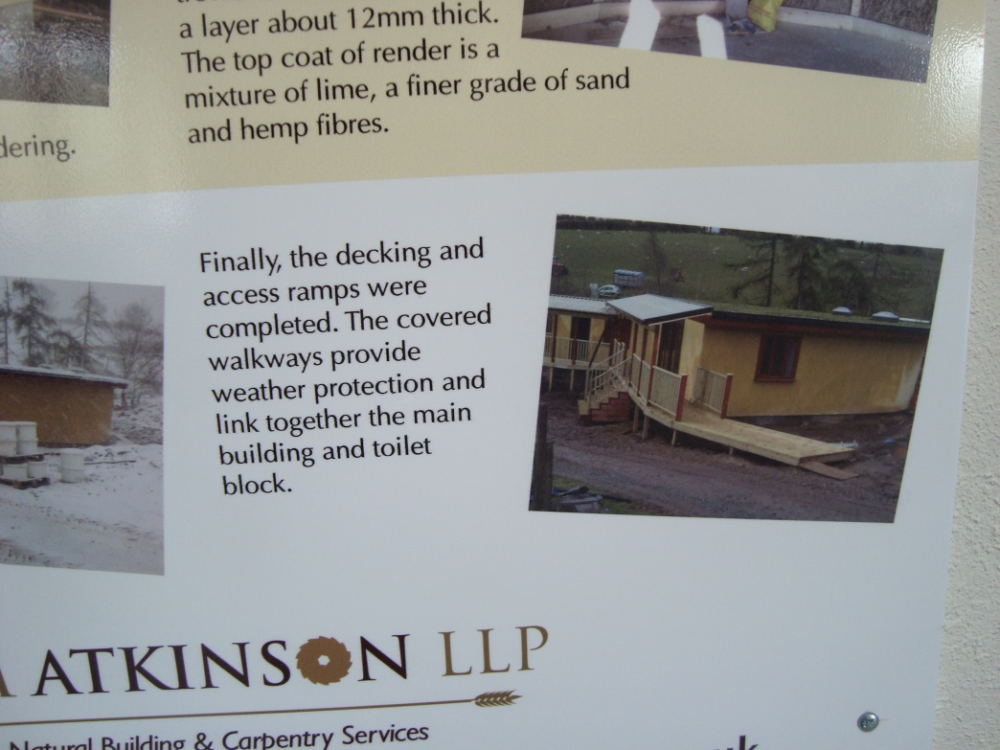 a layer about 12mm thick.
The top coat of render is a
mixture of lime, a finer grade of sand
and hemp fibres.
dering.
Finally, the decking and
access ramps were
completed. The covered
walkways provide
weather protection and
link together the main
building and toilet
block.
ATKINSON LLP
Natural Building & Carpentry Services
uk